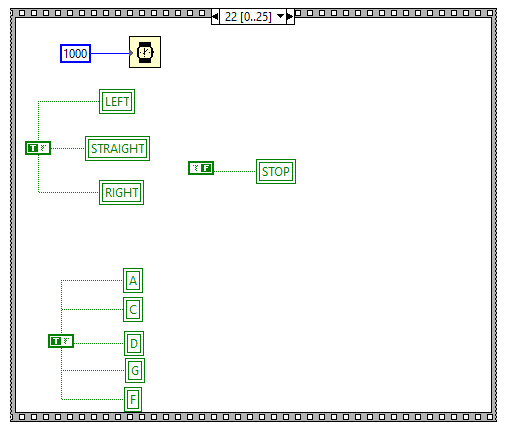 22 [0..25]
1000
LEFT
T F
STRAIGHT
F
STOP
RIGHT
A
C
T F
D
G
F